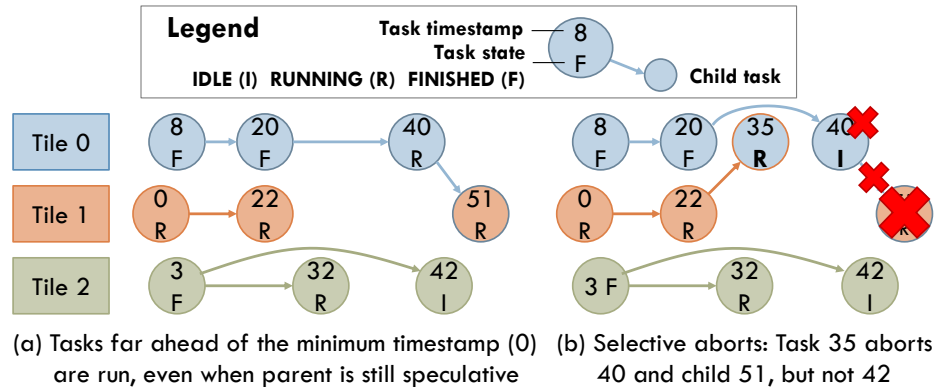 Legend
Task timestamp
Task state
8
F
IDLE (I) RUNNING (R) FINISHED (F)
Child task
Tile 0
8
F
20
F
40
R
Tile 1
0
R
22
R
51
R
Tile 2
3
F
32
R
42
I
8
F
20
F
35
R
40
I
0
R
22
R
R
3 F
32
R
42
I
(a) Tasks far ahead of the minimum timestamp (0)
are run, even when parent is still speculative
(b) Selective aborts: Task 35 aborts
40 and child 51, but not 42